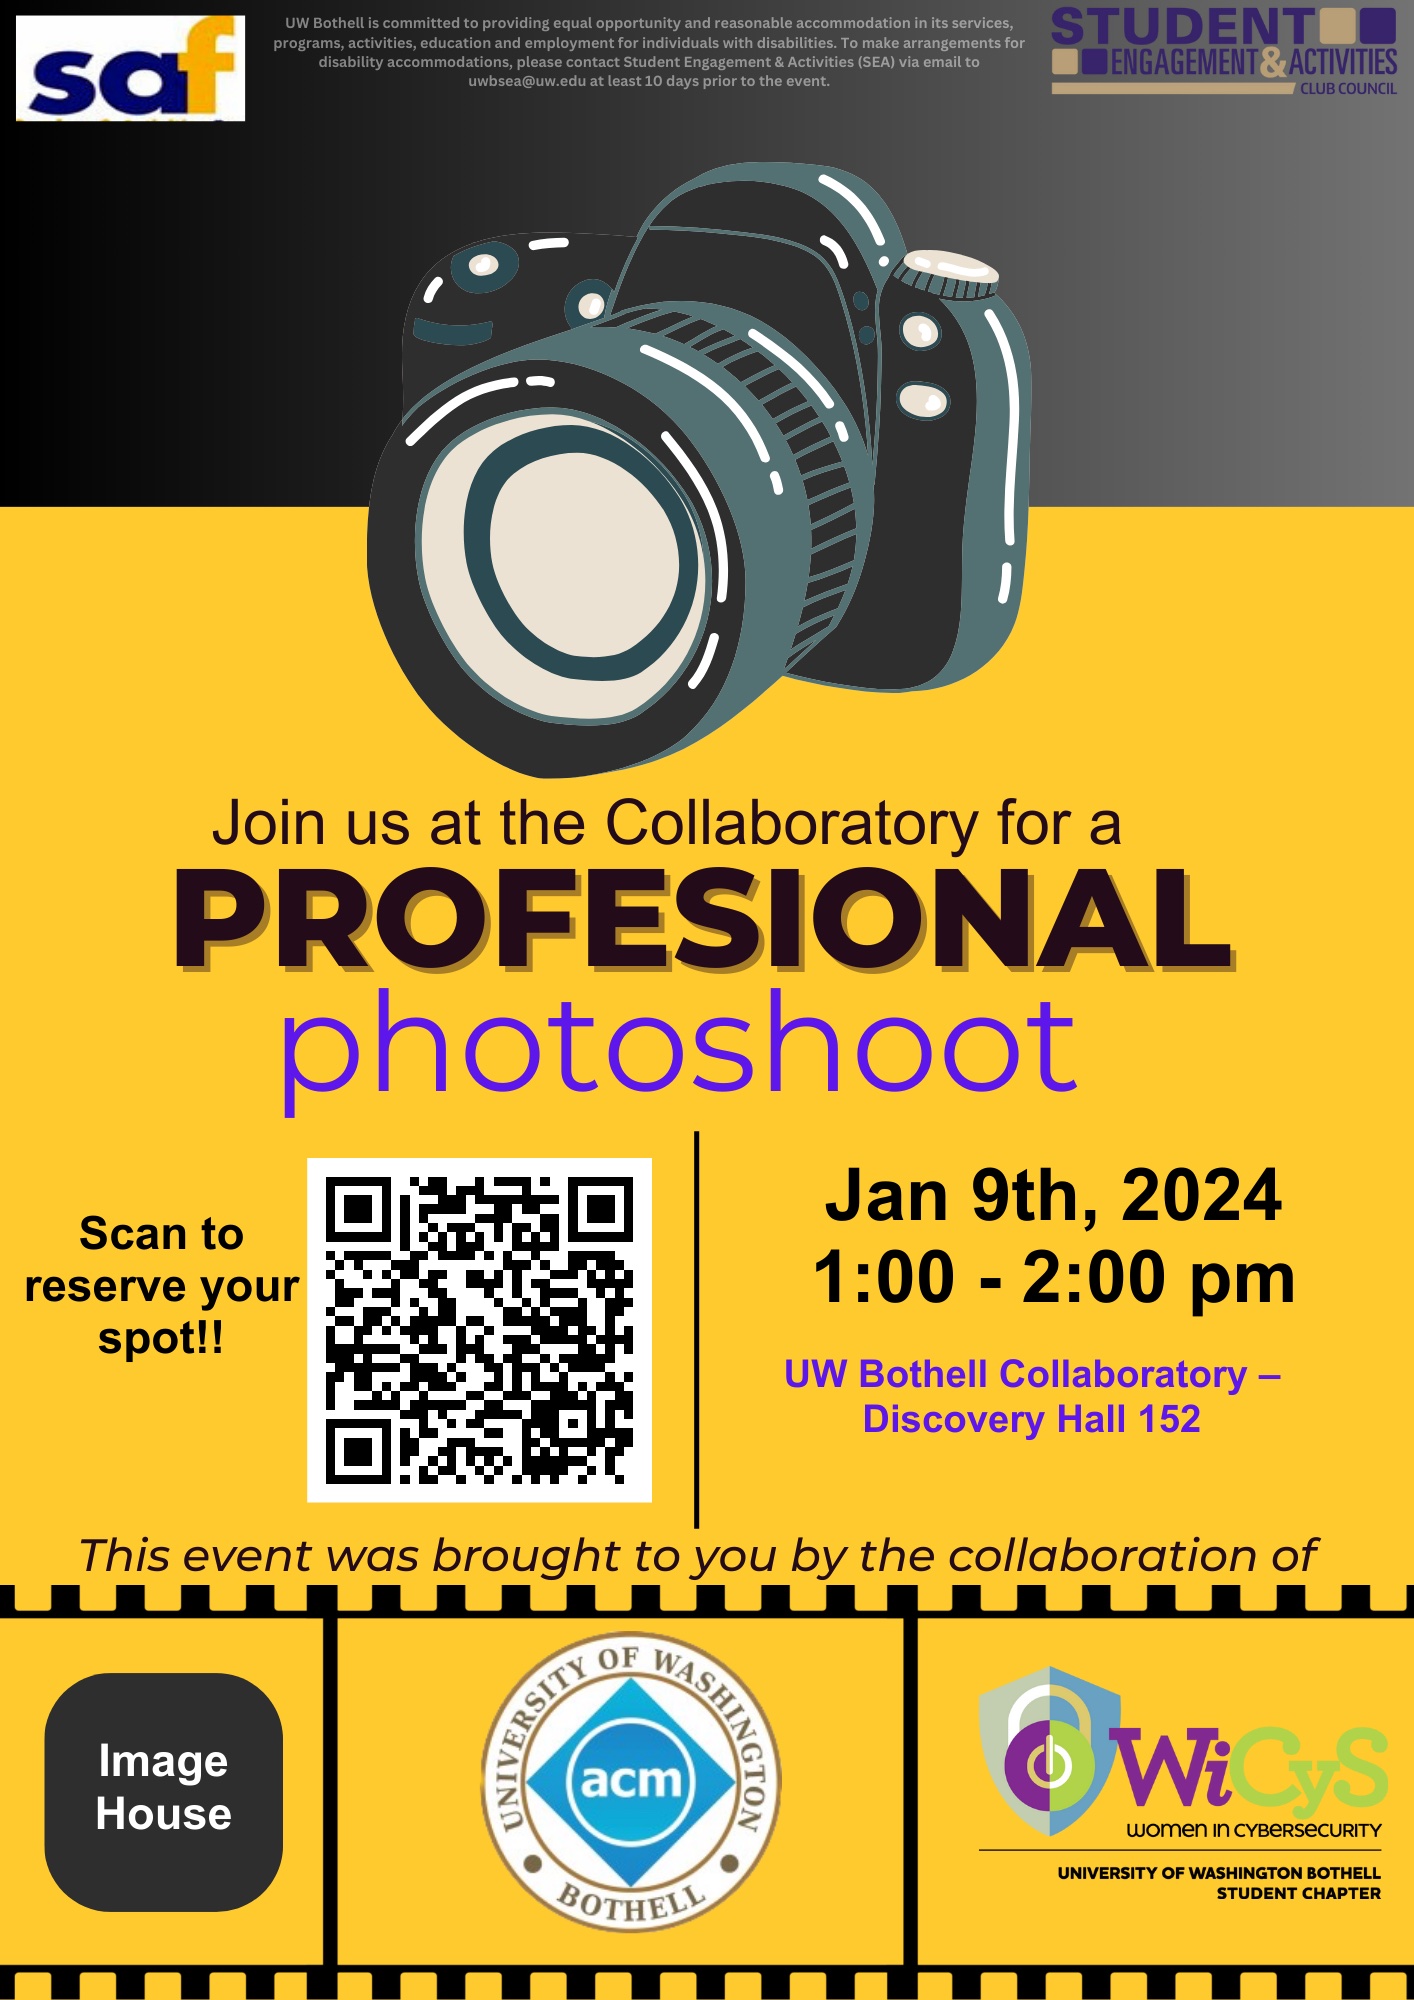 saf
UW Bothell is committed to providing equal opportunity and reasonable accommodation in its services,
programs, activities, education and employment for individuals with disabilities. To make arrangements for
disability accommodations, please contact Student Engagement & Activities (SEA) via email to
uwbsea@uw.edu at least 10 days prior to the event.
STUDENT
ENGAGEMENT & ACTIVITIES
CLUB COUNCIL
Join us at the Collaboratory for a
PROFESIONAL
photoshoot
Scan to
reserve your
spot!!
Jan 9th, 2024
1:00 - 2:00 pm
UW Bothell Collaboratory –
Discovery Hall 152
This event was brought to you by the collaboration of
Image
House
UNIVERSITY OF WASHINGTON
acm
BOTHELL
WiCyS
WOMEN IN CYBERSECURITY
UNIVERSITY OF WASHINGTON BOTHELL
STUDENT CHAPTER